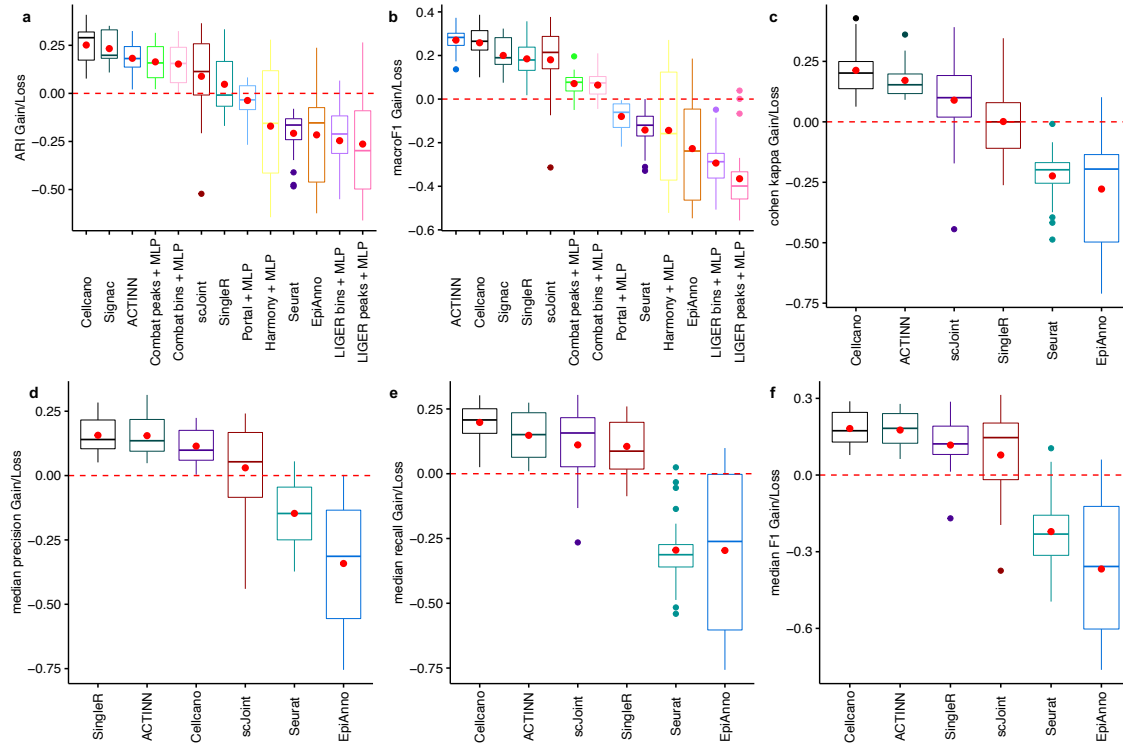 a
ARI Gain/Loss
0.25
0.00
−0.25
−0.50
Cellcano
Signac
ACTINN
Combat peaks + MLP
Combat bins + MLP
scJoint
SingleR
Portal + MLP
Harmony + MLP
Seurat
EpiAnno
LIGER bins + MLP
LIGER peaks + MLP
b
macroF1 Gain/Loss
0.4
0.2
0.0
−0.2
−0.4
−0.6
ACTINN
Cellcano
Signac
SingleR
scJoint
Combat peaks + MLP
Combat bins + MLP
Portal + MLP
Seurat
Harmony + MLP
EpiAnno
LIGER bins + MLP
LIGER peaks + MLP
c
cohen kappa Gain/Loss
0.25
0.00
−0.25
−0.50
−0.75
Cellcano
ACTINN
scJoint
SingleR
Seurat
EpiAnno
d
median precision Gain/Loss
0.25
0.00
−0.25
−0.50
−0.75
SingleR
ACTINN
Cellcano
scJoint
Seurat
EpiAnno
e
median recall Gain/Loss
0.25
0.00
−0.25
−0.50
−0.75
Cellcano
ACTINN
scJoint
SingleR
Seurat
EpiAnno
f
median F1 Gain/Loss
0.3
0.0
−0.3
−0.6
Cellcano
ACTINN
SingleR
scJoint
Seurat
EpiAnno